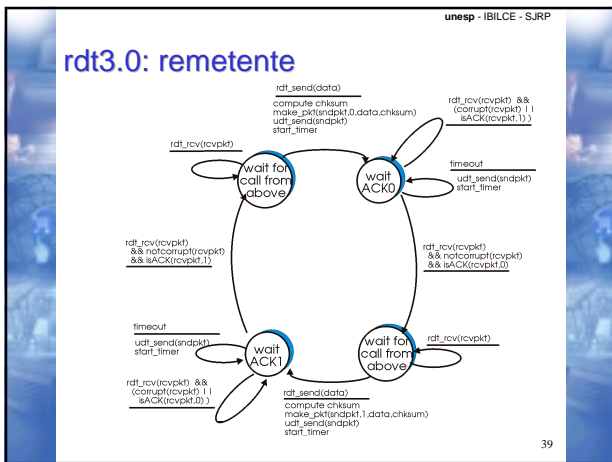 unesp - IBILCE - SJRP
rdt3.0: remetente
rdt_send(data)
compute chksum
make_pkt(sndpkt,0,data,chksum)
udt_send(sndpkt)
start_timer
rdt_rcv(rcvpkt) &&
(corrupt(rcvpkt) ||
isACK(rcvpkt,1) )
rdt_rcv(rcvpkt)
wait for
call from
above
wait
ACK0
timeout
udt_send(sndpkt)
start_timer
rdt_rcv(rcvpkt)
&& notcorrupt(rcvpkt)
&& isACK(rcvpkt,1)
rdt_rcv(rcvpkt)
&& notcorrupt(rcvpkt)
&& isACK(rcvpkt,0)
timeout
udt_send(sndpkt)
start_timer
wait
ACK1
wait for
call from
above
rdt_rcv(rcvpkt)
rdt_rcv(rcvpkt) &&
(corrupt(rcvpkt) ||
isACK(rcvpkt,0) )
rdt_send(data)
compute chksum
make_pkt(sndpkt,1,data,chksum)
udt_send(sndpkt)
start_timer
39